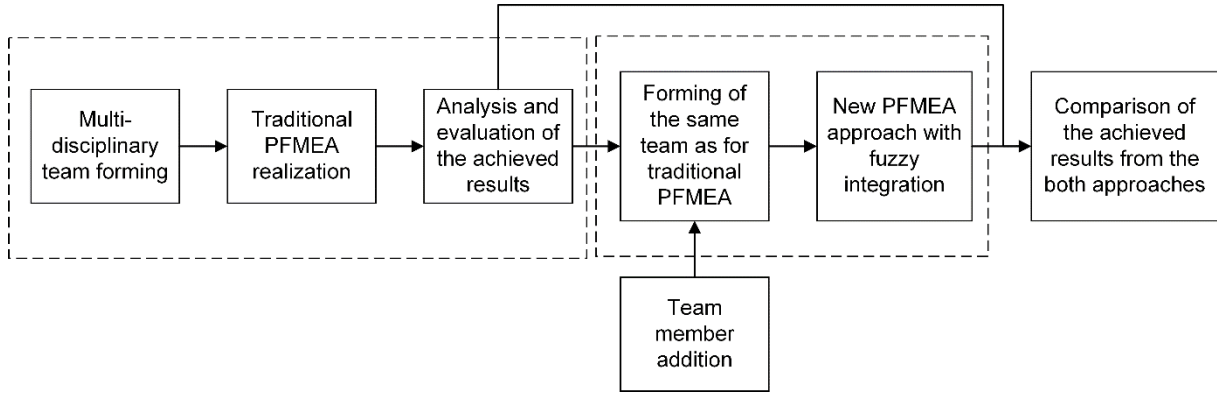 Multi-
disciplinary
team forming
Traditional
PFMEA
realization
Analysis and
evaluation of
the achieved
results
Forming of
the same
team as for
traditional
PFMEA
New PFMEA
approach with
fuzzy
integration
Comparison of
the achieved
results from the
both approaches
Team
member
addition